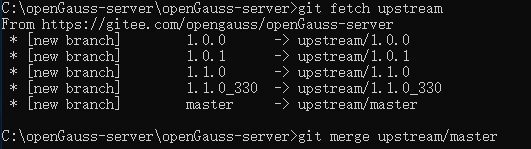 C:\openGauss-server\openGauss-server>git fetch upstream
From https://gitee.com/opengauss/openGauss-server
 * [new branch]          1.0.0      -> upstream/1.0.0
 * [new branch]          1.0.1      -> upstream/1.0.1
 * [new branch]          1.1.0      -> upstream/1.1.0
 * [new branch]          1.1.0_330  -> upstream/1.1.0_330
 * [new branch]          master     -> upstream/master
C:\openGauss-server\openGauss-server>git merge upstream/master